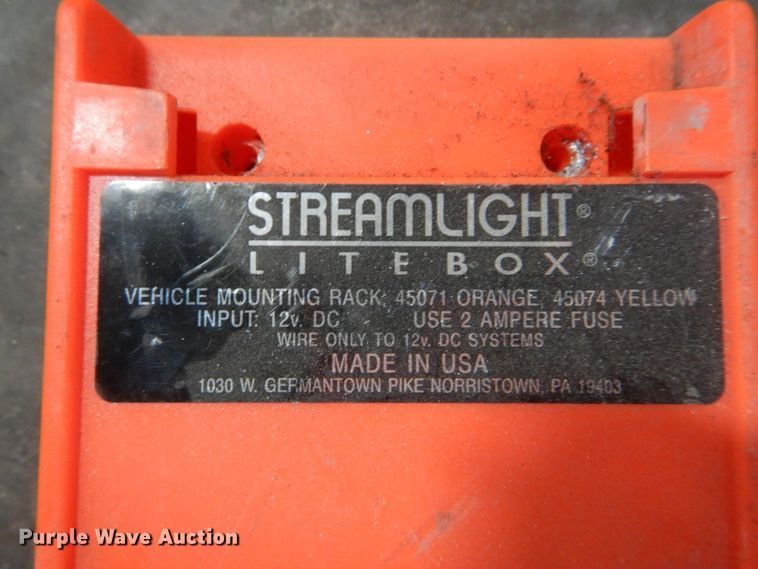 STREAMLIGHT®
LITEBOX®
VEHICLE MOUNTING RACK; 45071 ORANGE, 45074 YELLOW
INPUT: 12v. DC USE 2 AMPERE FUSE
WIRE ONLY TO 12v. DC SYSTEMS
MADE IN USA
1030 W. GERMANTOWN PIKE NORRISTOWN, PA 19403
Purple Wave Auction